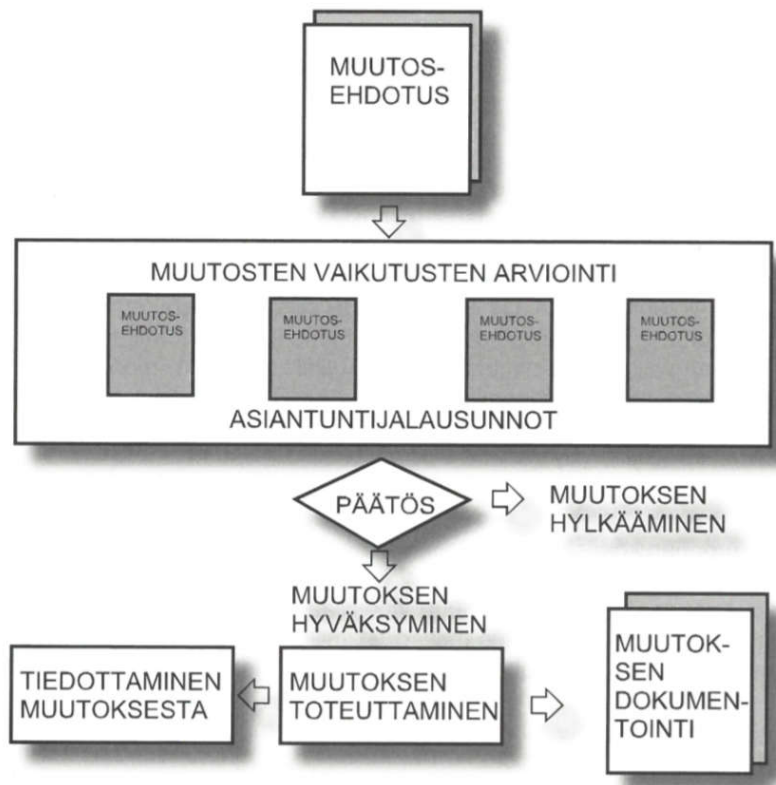 MUUTOS-
EHDOTUS
MUUTOSTEN VAIKUTUSTEN ARVIOINTI
MUUTOS-
EHDOTUS
MUUTOS-
EHDOTUS
MUUTOS-
EHDOTUS
MUUTOS-
EHDOTUS
ASIANTUNTIJALAUSUNNOT
PÄÄTÖS
MUUTOKSEN
HYLKÄÄMINEN
MUUTOKSEN
HYVÄKSYMINEN
TIEDOTTAMINEN
MUUTOKSESTA
MUUTOKSEN
TOTEUTTAMINEN
MUUTOK-
SEN
DOKUMEN-
TOINTI